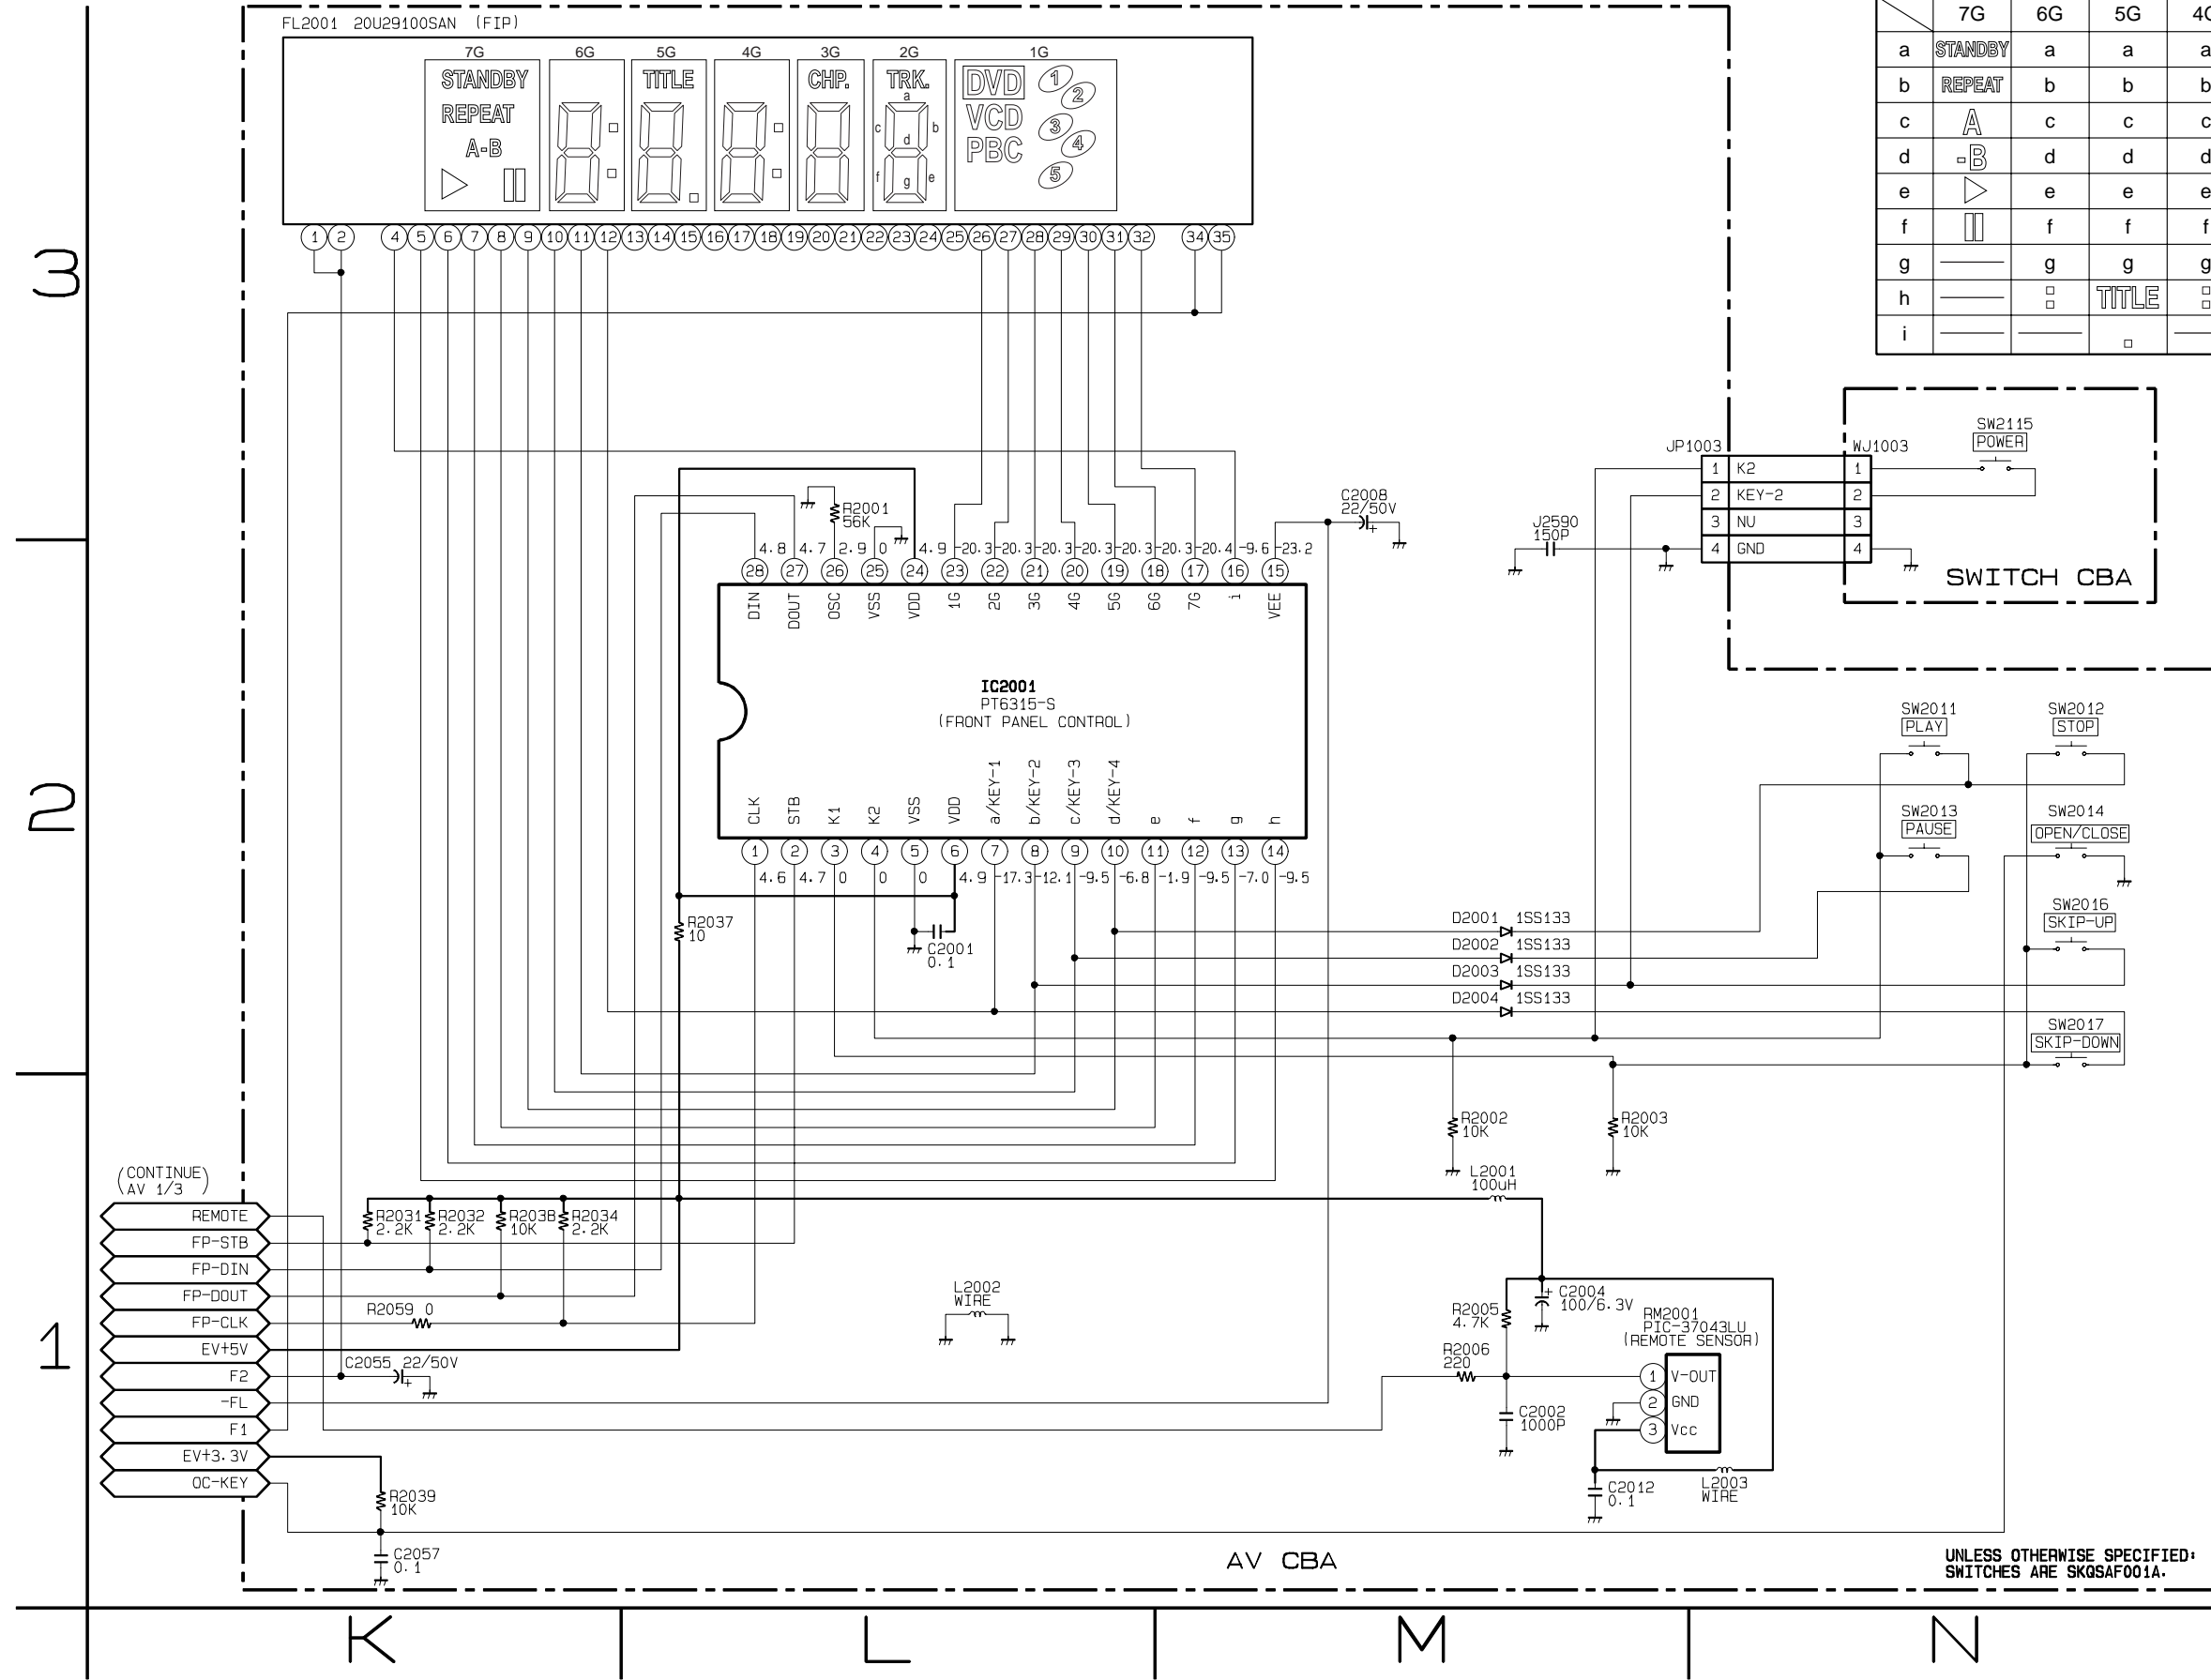 FL2001 20U29100SAN (FIP)
7G 6G 5G 4G 3G 2G 1G
STANDBY TITLE CHP. TRK. DVD 1
REPEAT a 2
VCD 3
A-B c d b PBC 4
f g e 5
1 2 4 5 6 7 8 9 10 11 12 13 14 15 16 17 18 19 20 21 22 23 24 25 26 27 28 29 30 31 32 34 35
7G 6G 5G
a STANDBY a a a
b REPEAT b b b
c A c c c
d -B d d d
e e e e
f f f f
g g g g
h TITLE
i
3
2
1
JP1003 WJ1003
1 K2 1
2 KEY-2 2
3 NU 3
4 GND 4
SW2115
POWER
SWITCH CBA
J2590
150P
C2008
22/50V
R2001
56K
4.8 4.7 2.9 0 4.9 -20.3 -20.3 -20.3 -20.3 -20.3 -20.3 -20.4 -9.6 -23.2
28 27 26 25 24 23 22 21 20 19 18 17 16 15
DIN DOUT OSC VSS VDD 1G 2G 3G 4G 5G 6G 7G i VEE
IC2001
PT6315-S
(FRONT PANEL CONTROL)
CLK STB K1 K2 VSS VDD a/KEY-1 b/KEY-2 c/KEY-3 d/KEY-4 e f g h
1 2 3 4 5 6 7 8 9 10 11 12 13 14
4.6 4.7 0 0 0 4.9 -17.3 -12.1 -9.5 -6.8 -1.9 -9.5 -7.0 -9.5
SW2011
PLAY
SW2012
STOP
SW2013
PAUSE
SW2014
OPEN/CLOSE
SW2016
SKIP-UP
SW2017
SKIP-DOWN
R2037
10
C2001
0.1
D2001 1SS133
D2002 1SS133
D2003 1SS133
D2004 1SS133
R2002
10K
R2003
10K
L2001
100uH
(CONTINUE
AV 1/3)
REMOTE
FP-STB
FP-DIN
FP-DOUT
FP-CLK
EV+5V
F2
-FL
F1
EV+3.3V
OC-KEY
R2031
2.2K
R2032
2.2K
R203B
10K
R2034
2.2K
R2059 0
C2055 22/50V
L2002
WIRE
R2005
4.7K
C2004
100/6.3V
R2006
220
C2002
1000P
RM2001
PIC-37043LU
(REMOTE SENSOR)
1 V-OUT
2 GND
3 Vcc
C2012
0.1
L2003
WIRE
R2039
10K
C2057
0.1
AV CBA
UNLESS OTHERWISE SPECIFIED:
SWITCHES ARE SKQSAF001A.
K L M N